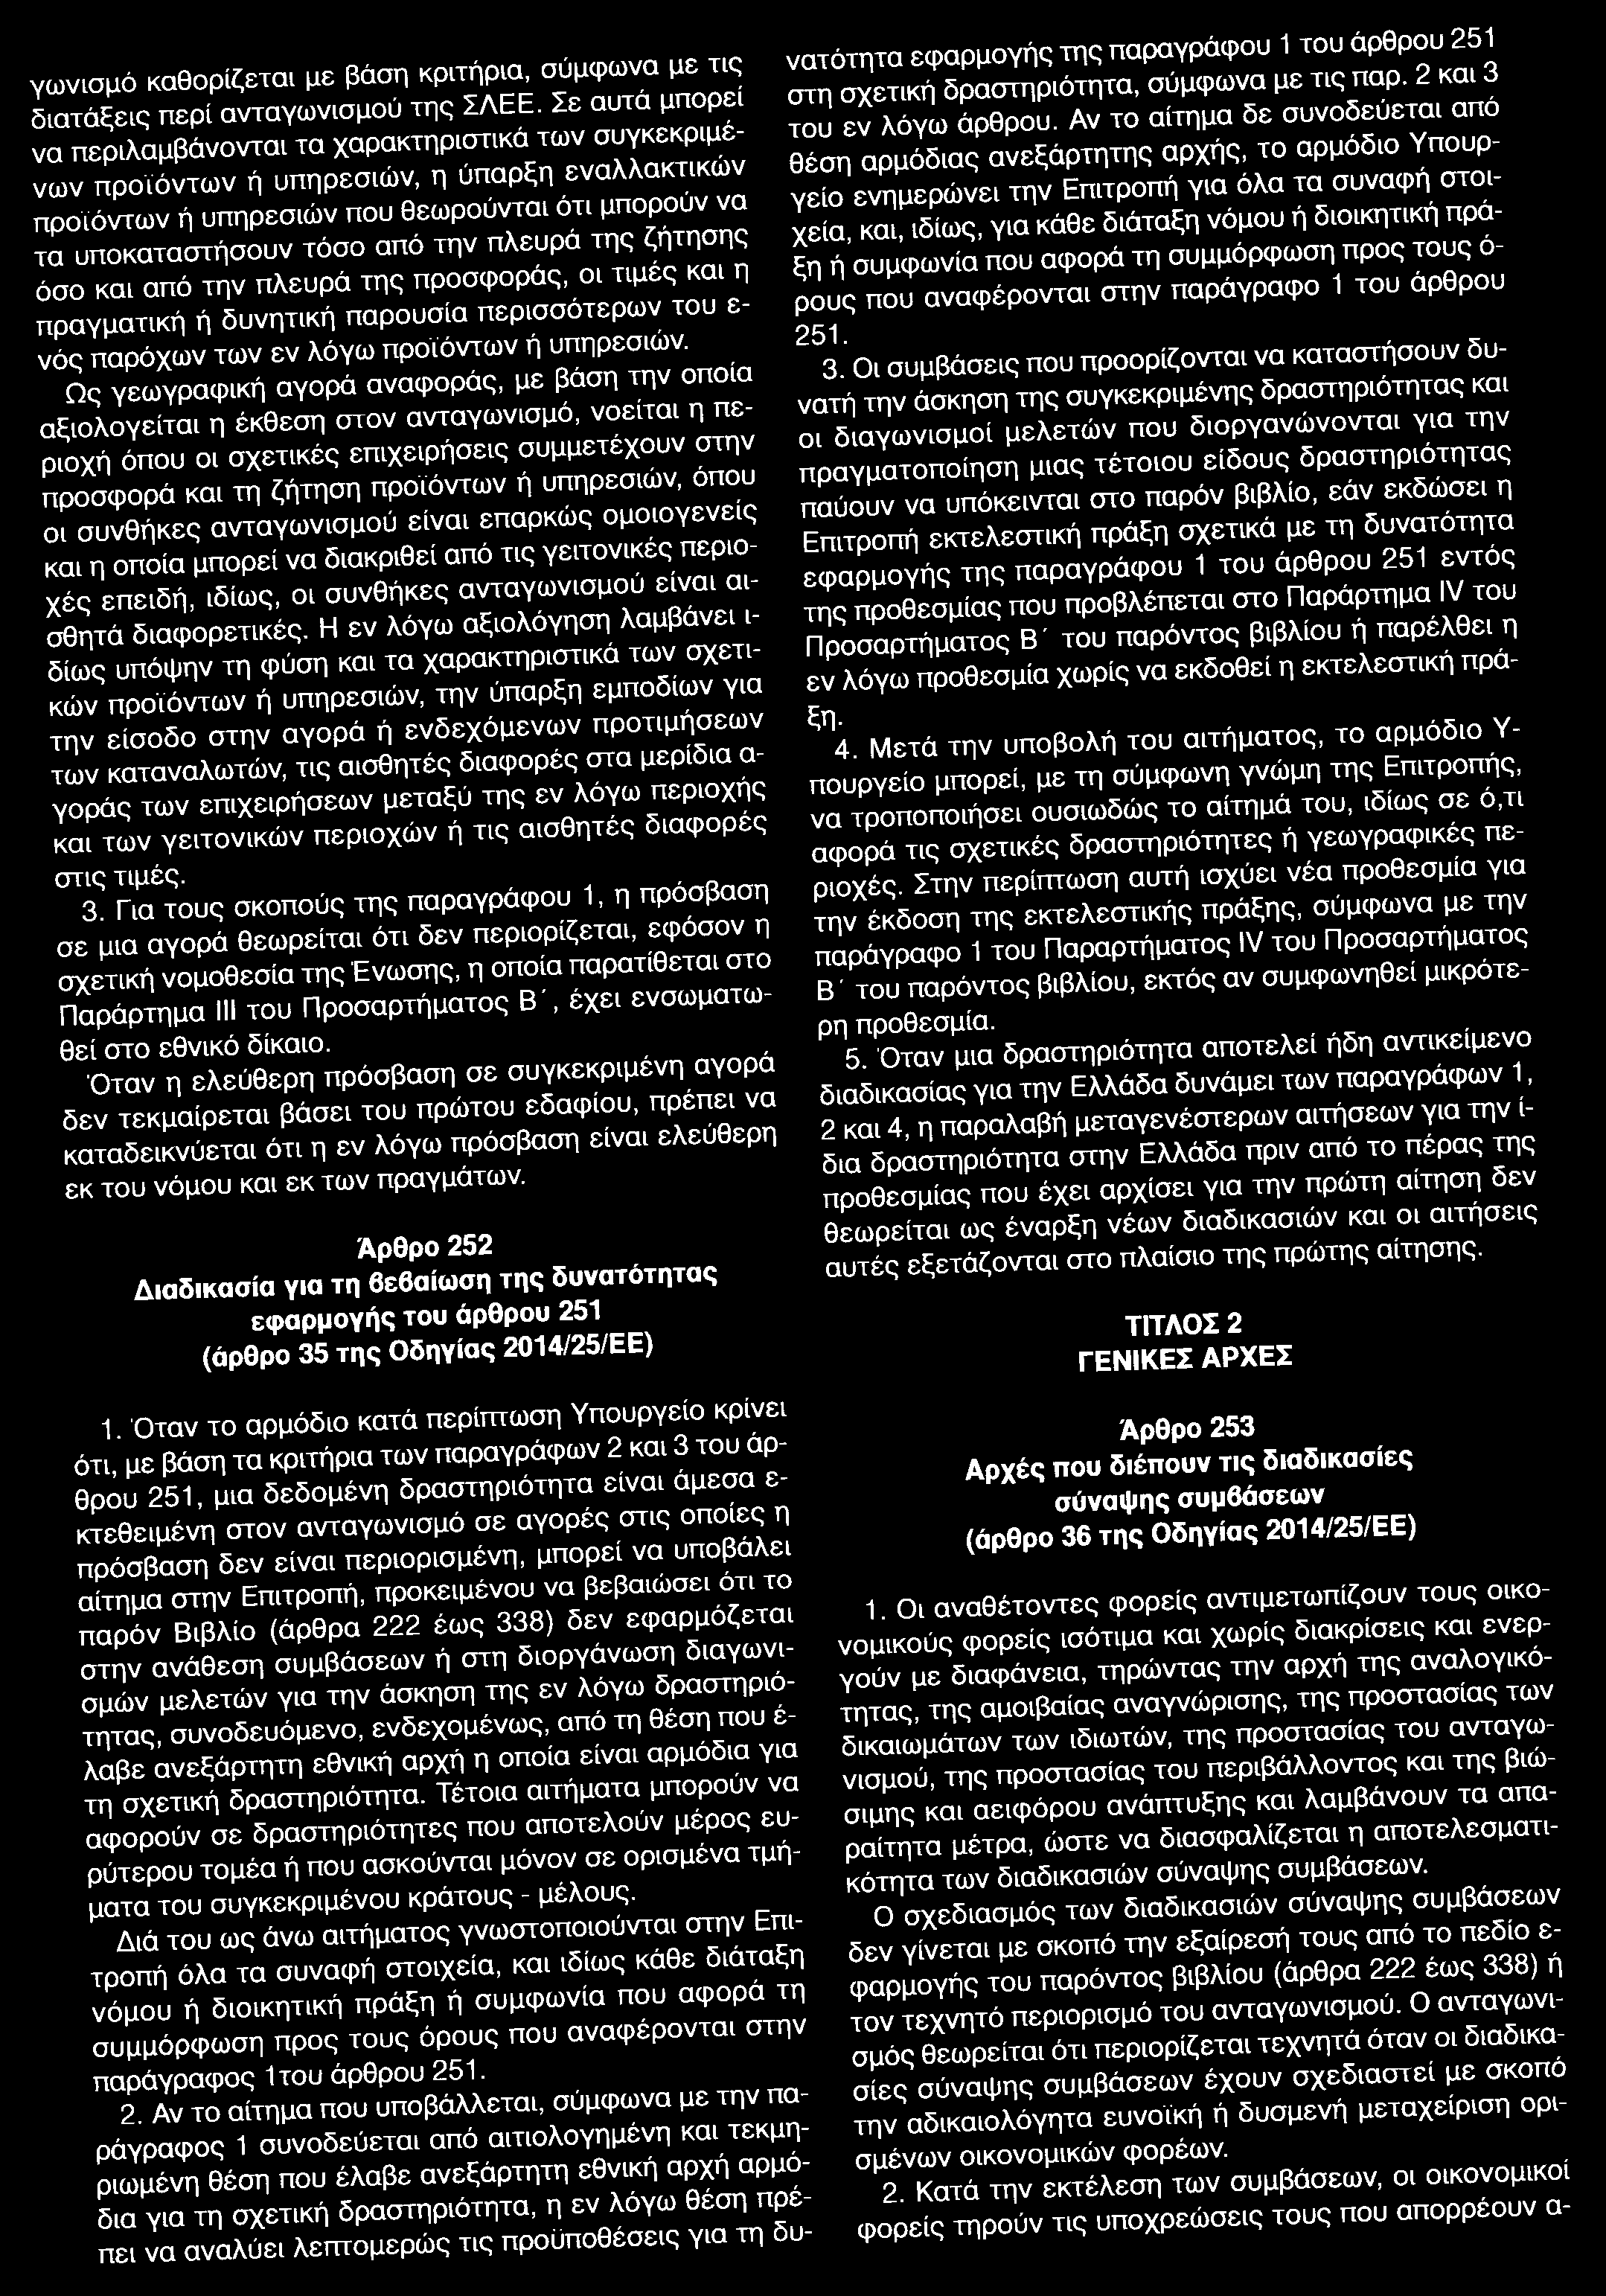 γωνισμό καθορίζεται με βάση κριτήρια, σύμφωνα με τις
διατάξεις περί ανταγωνισμού της ΣΛΕΕ. Σε αυτά μπορεί
να περιλαμβάνονται τα χαρακτηριστικά των συγκεκριμέ-
νων προϊόντων ή υπηρεσιών, η ύπαρξη εναλλακτικών
προϊόντων ή υπηρεσιών που θεωρούνται ότι μπορούν να
τα υποκαταστήσουν τόσο από την πλευρά της ζήτησης
όσο και από την πλευρά της προσφοράς, οι τιμές και η
πραγματική ή δυνητική παρουσία περισσότερων του ε-
νός παρόχων των εν λόγω προϊόντων ή υπηρεσιών.
Ως γεωγραφική αγορά αναφοράς, με βάση την οποία
αξιολογείται η έκθεση στον ανταγωνισμό, νοείται η πε-
ριοχή όπου οι σχετικές επιχειρήσεις συμμετέχουν στην
προσφορά και τη ζήτηση προϊόντων ή υπηρεσιών, όπου
οι συνθήκες ανταγωνισμού είναι επαρκώς ομοιογενείς
και η οποία μπορεί να διακριθεί από τις γειτονικές περιο-
χές επειδή, ιδίως, οι συνθήκες ανταγωνισμού είναι αι-
σθητά διαφορετικές. Η εν λόγω αξιολόγηση λαμβάνει ι-
δίως υπόψην τη φύση και τα χαρακτηριστικά των σχετι-
κών προϊόντων ή υπηρεσιών, την ύπαρξη εμποδίων για
την είσοδο στην αγορά ή ενδεχόμενων προτιμήσεων
των καταναλωτών, τις αισθητές διαφορές στα μερίδια α-
γοράς των επιχειρήσεων μεταξύ της εν λόγω περιοχής
και των γειτονικών περιοχών ή τις αισθητές διαφορές
στις τιμές.
3. Για τους σκοπούς της παραγράφου 1, η πρόσβαση
σε μια αγορά θεωρείται ότι δεν περιορίζεται, εφόσον η
σχετική νομοθεσία της Ένωσης, η οποία παρατίθεται στο
Παράρτημα III του Προσαρτήματος Β΄, έχει ενσωματω-
θεί στο εθνικό δίκαιο.
Όταν η ελεύθερη πρόσβαση σε συγκεκριμένη αγορά
δεν τεκμαίρεται βάσει του πρώτου εδαφίου, πρέπει να
καταδεικνύεται ότι η εν λόγω πρόσβαση είναι ελεύθερη
εκ του νόμου και εκ των πραγμάτων.
Άρθρο 252
Διαδικασία για τη βεβαίωση της δυνατότητας
εφαρμογής του άρθρου 251
(άρθρο 35 της Οδηγίας 2014/25/ΕΕ)
1. Όταν το αρμόδιο κατά περίπτωση Υπουργείο κρίνει
ότι, με βάση τα κριτήρια των παραγράφων 2 και 3 του άρ-
θρου 251, μια δεδομένη δραστηριότητα είναι άμεσα ε-
κτεθειμένη στον ανταγωνισμό σε αγορές στις οποίες η
πρόσβαση δεν είναι περιορισμένη, μπορεί να υποβάλει
αίτημα στην Επιτροπή, προκειμένου να βεβαιώσει ότι το
παρόν Βιβλίο (άρθρα 222 έως 338) δεν εφαρμόζεται
στην ανάθεση συμβάσεων ή στη διοργάνωση διαγωνι-
σμών μελετών για την άσκηση της εν λόγω δραστηριό-
τητας, συνοδευόμενο, ενδεχομένως, από τη θέση που έ-
λαβε ανεξάρτητη εθνική αρχή η οποία είναι αρμόδια για
τη σχετική δραστηριότητα. Τέτοια αιτήματα μπορούν να
αφορούν σε δραστηριότητες που αποτελούν μέρος ευ-
ρύτερου τομέα ή που ασκούνται μόνον σε ορισμένα τμή-
ματα του συγκεκριμένου κράτους - μέλους.
Διά του ως άνω αιτήματος γνωστοποιούνται στην Επι-
τροπή όλα τα συναφή στοιχεία, και ιδίως κάθε διάταξη
νόμου ή διοικητική πράξη ή συμφωνία που αφορά τη
συμμόρφωση προς τους όρους που αναφέρονται στην
παράγραφος 1του άρθρου 251.
2. Αν το αίτημα που υποβάλλεται, σύμφωνα με την πα-
ράγραφος 1 συνοδεύεται από αιτιολογημένη και τεκμη-
ριωμένη θέση που έλαβε ανεξάρτητη εθνική αρχή αρμό-
δια για τη σχετική δραστηριότητα, η εν λόγω θέση πρέ-
πει να αναλύει λεπτομερώς τις προϋποθέσεις για τη δυ-
νατότητα εφαρμογής της παραγράφου 1 του άρθρου 251
στη σχετική δραστηριότητα, σύμφωνα με τις παρ. 2 και 3
του εν λόγω άρθρου. Αν το αίτημα δε συνοδεύεται από
θέση αρμόδιας ανεξάρτητης αρχής, το αρμόδιο Υπουρ-
γείο ενημερώνει την Επιτροπή για όλα τα συναφή στοι-
χεία, και, ιδίως, για κάθε διάταξη νόμου ή διοικητική πρά-
ξη ή συμφωνία που αφορά τη συμμόρφωση προς τους ό-
ρους που αναφέρονται στην παράγραφο 1 του άρθρου
251.
3. Οι συμβάσεις που προορίζονται να καταστήσουν δυ-
νατή την άσκηση της συγκεκριμένης δραστηριότητας και
οι διαγωνισμοί μελετών που διοργανώνονται για την
πραγματοποίηση μιας τέτοιου είδους δραστηριότητας
παύουν να υπόκεινται στο παρόν βιβλίο, εάν εκδώσει η
Επιτροπή εκτελεστική πράξη σχετικά με τη δυνατότητα
εφαρμογής της παραγράφου 1 του άρθρου 251 εντός
της προθεσμίας που προβλέπεται στο Παράρτημα IV του
Προσαρτήματος Β΄ του παρόντος βιβλίου ή παρέλθει η
εν λόγω προθεσμία χωρίς να εκδοθεί η εκτελεστική πρά-
ξη.
4. Μετά την υποβολή του αιτήματος, το αρμόδιο Υ-
πουργείο μπορεί, με τη σύμφωνη γνώμη της Επιτροπής,
να τροποποιήσει ουσιωδώς το αίτημά του, ιδίως σε ό,τι
αφορά τις σχετικές δραστηριότητες ή γεωγραφικές πε-
ριοχές. Στην περίπτωση αυτή ισχύει νέα προθεσμία για
την έκδοση της εκτελεστικής πράξης, σύμφωνα με την
παράγραφο 1 του Παραρτήματος IV του Προσαρτήματος
Β΄ του παρόντος βιβλίου, εκτός αν συμφωνηθεί μικρότε-
ρη προθεσμία.
5. Όταν μια δραστηριότητα αποτελεί ήδη αντικείμενο
διαδικασίας για την Ελλάδα δυνάμει των παραγράφων 1,
2 και 4, η παραλαβή μεταγενέστερων αιτήσεων για την ί-
δια δραστηριότητα στην Ελλάδα πριν από το πέρας της
προθεσμίας που έχει αρχίσει για την πρώτη αίτηση δεν
θεωρείται ως έναρξη νέων διαδικασιών και οι αιτήσεις
αυτές εξετάζονται στο πλαίσιο της πρώτης αίτησης.
ΤΙΤΛΟΣ 2
ΓΕΝΙΚΕΣ ΑΡΧΕΣ
Άρθρο 253
Αρχές που διέπουν τις διαδικασίες
σύναψης συμβάσεων
(άρθρο 36 της Οδηγίας 2014/25/ΕΕ)
1. Οι αναθέτοντες φορείς αντιμετωπίζουν τους οικο-
νομικούς φορείς ισότιμα και χωρίς διακρίσεις και ενερ-
γούν με διαφάνεια, τηρώντας την αρχή της αναλογικό-
τητας, της αμοιβαίας αναγνώρισης, της προστασίας των
δικαιωμάτων των ιδιωτών, της προστασίας του ανταγω-
νισμού, της προστασίας του περιβάλλοντος και της βιώ-
σιμης και αειφόρου ανάπτυξης και λαμβάνουν τα απα-
ραίτητα μέτρα, ώστε να διασφαλίζεται η αποτελεσματι-
κότητα των διαδικασιών σύναψης συμβάσεων.
Ο σχεδιασμός των διαδικασιών σύναψης συμβάσεων
δεν γίνεται με σκοπό την εξαίρεσή τους από το πεδίο ε-
φαρμογής του παρόντος βιβλίου (άρθρα 222 έως 338) ή
τον τεχνητό περιορισμό του ανταγωνισμού. Ο ανταγωνι-
σμός θεωρείται ότι περιορίζεται τεχνητά όταν οι διαδικα-
σίες σύναψης συμβάσεων έχουν σχεδιαστεί με σκοπό
την αδικαιολόγητα ευνοϊκή ή δυσμενή μεταχείριση ορι-
σμένων οικονομικών φορέων.
2. Κατά την εκτέλεση των συμβάσεων, οι οικονομικοί
φορείς τηρούν τις υποχρεώσεις τους που απορρέουν α-